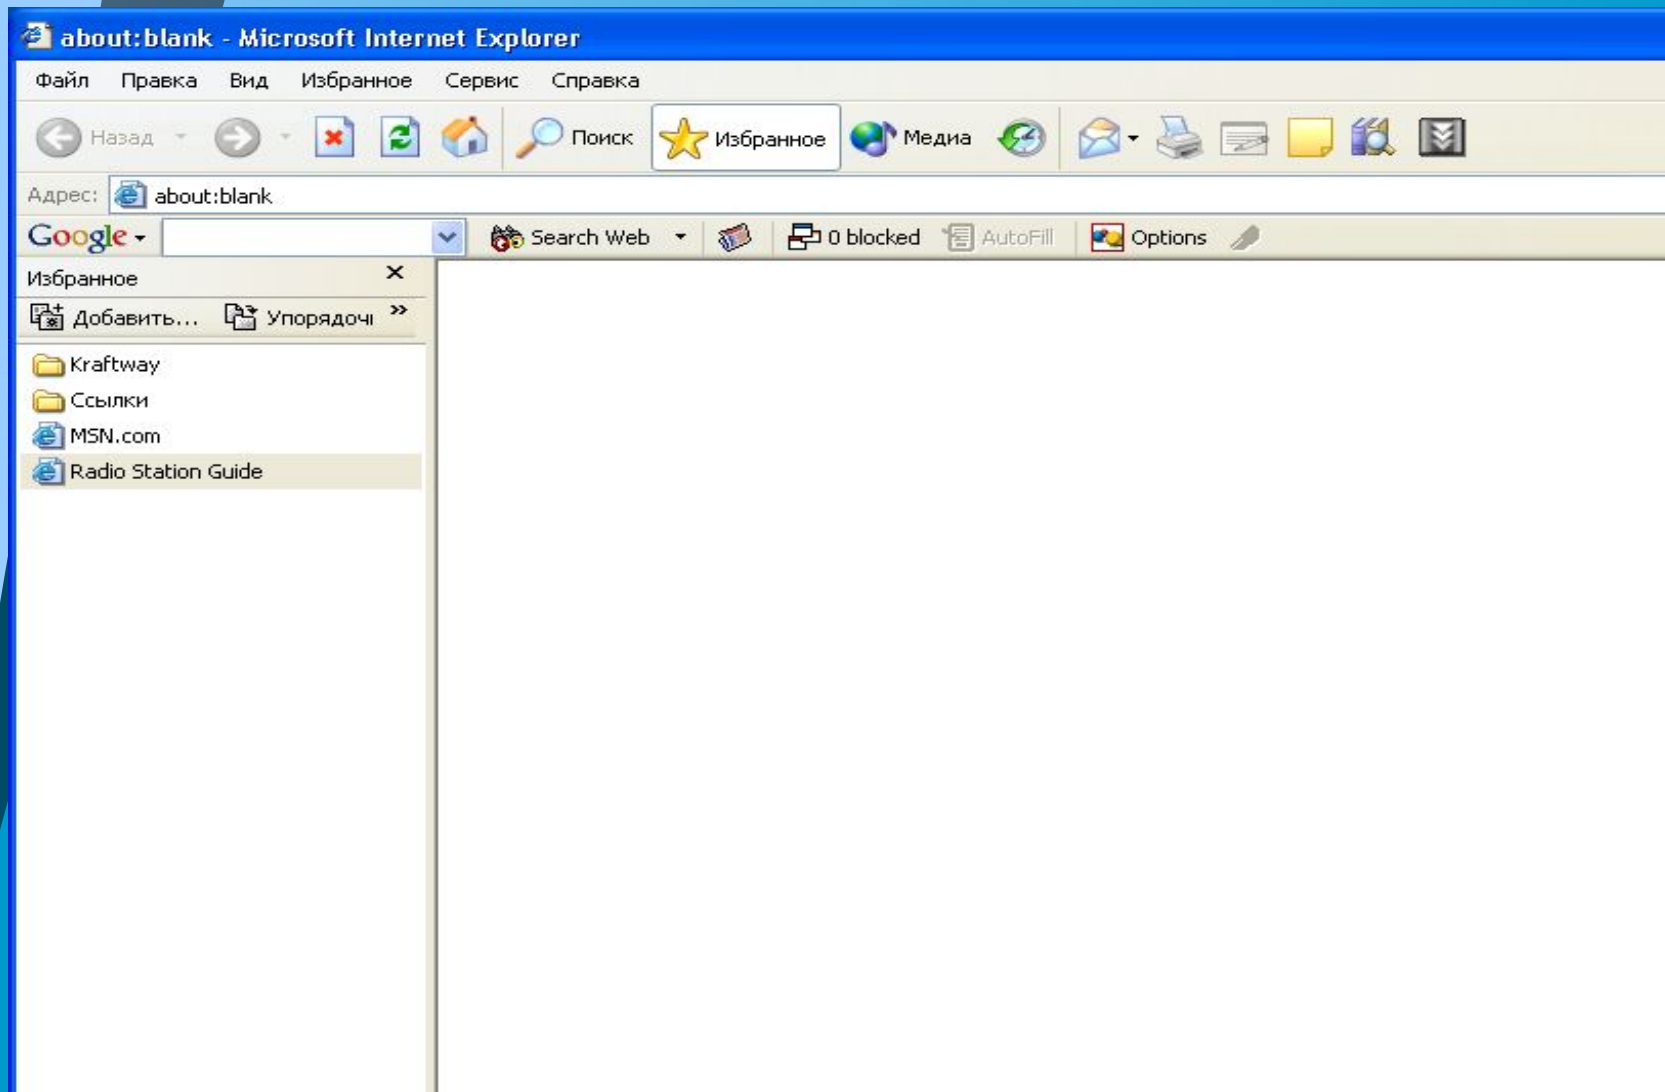 about:blank - Microsoft Internet Explorer
Файл Правка Вид Избранное Сервис Справка
Назад Поиск Избранное Медиа
Адрес: about:blank
Google Search Web 0 blocked AutoFill Options
Избранное
Добавить... Упорядочи »
Kraftway
Ссылки
MSN.com
Radio Station Guide